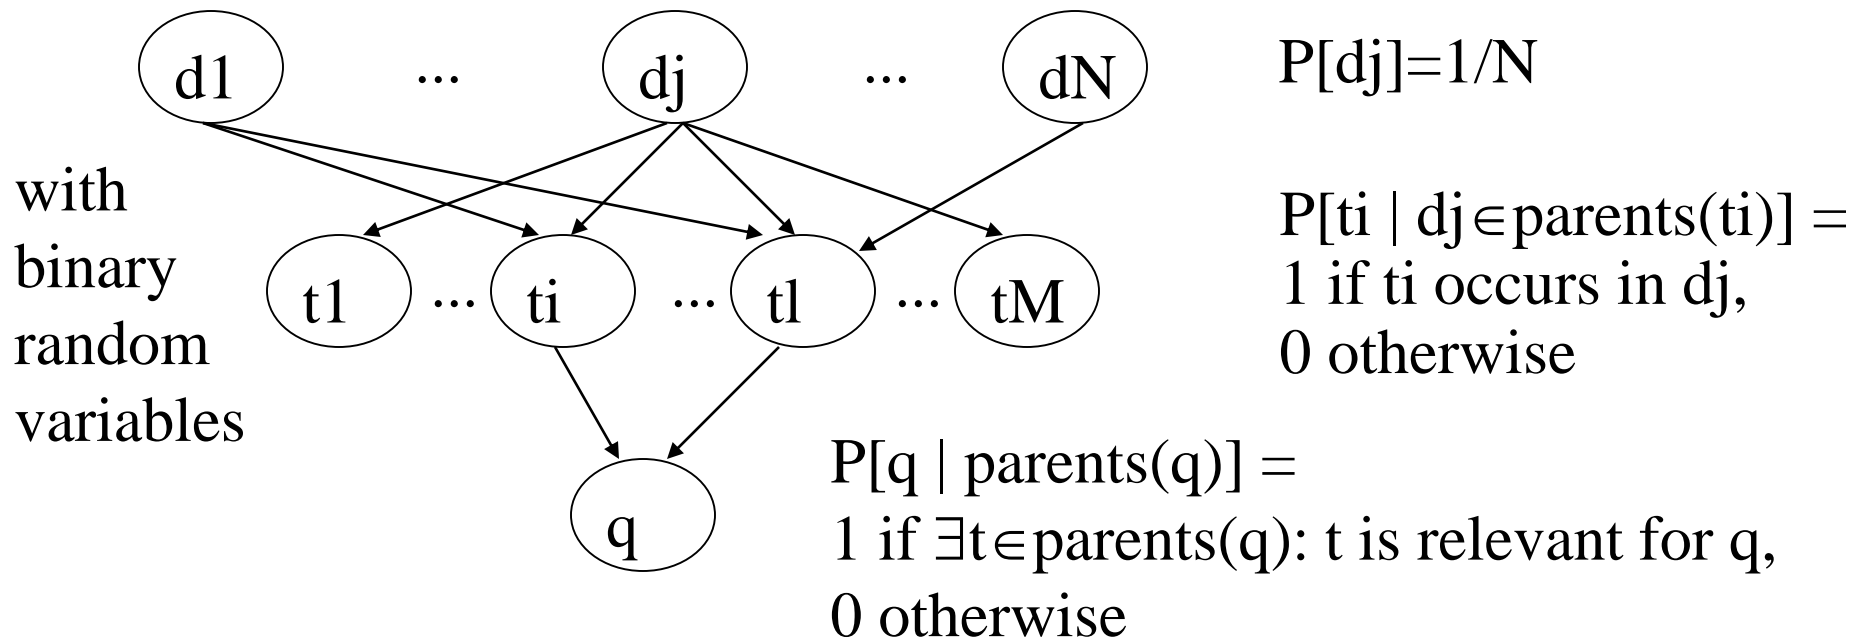 d1 ... dj ... dN
P[dj]=1/N
with
binary
random
variables
t1 ... ti ... tl ... tM
P[ti | dj∈parents(ti)] =
1 if ti occurs in dj,
0 otherwise
q
P[q | parents(q)] =
1 if ∃t∈parents(q): t is relevant for q,
0 otherwise